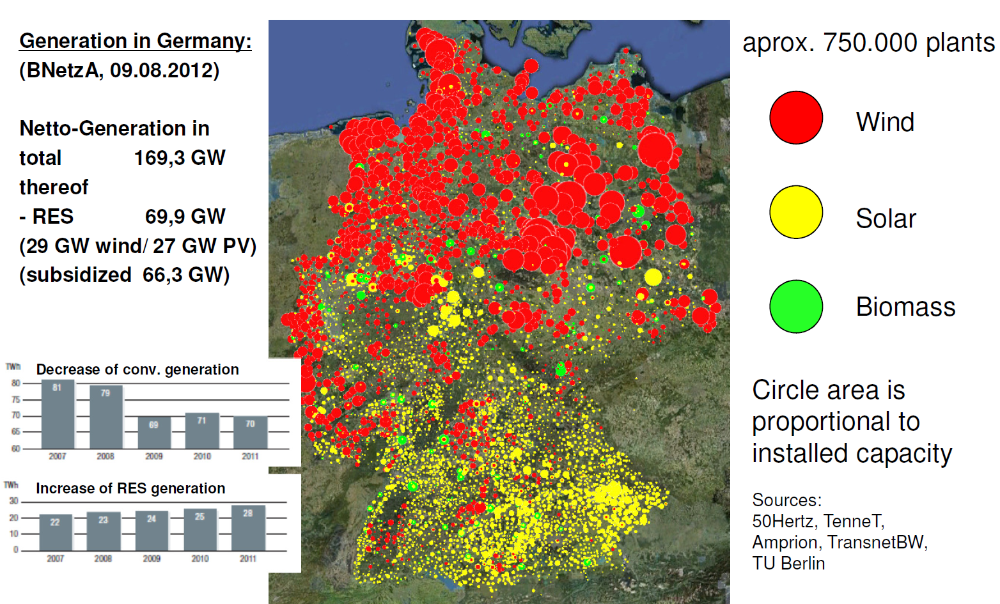 Generation in Germany:
(BNetzA, 09.08.2012)
Netto-Generation in
total 169,3 GW
thereof
- RES 69,9 GW
(29 GW wind/ 27 GW PV)
(subsidized 66,3 GW)
TWh Decrease of conv. generation
80
75
70
65
60
81 79 69 71 70
2007 2008 2009 2010 2011
TWh Increase of RES generation
30
20
10
0
22 23 24 25 28
2007 2008 2009 2010 2011
aprox. 750.000 plants
Wind
Solar
Biomass
Circle area is
proportional to
installed capacity
Sources:
50Hertz, TenneT,
Amprion, TransnetBW,
TU Berlin